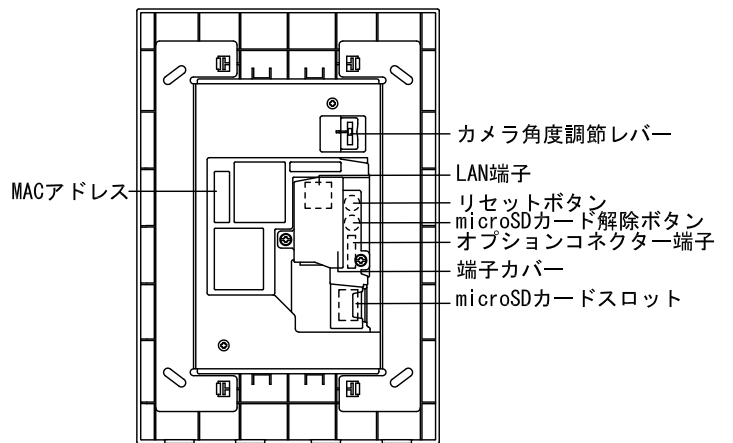 カメラ角度調節レバー
LAN端子
MACアドレス
リセットボタン
microSDカード解除ボタン
オプションコネクター端子
端子カバー
microSDカードスロット